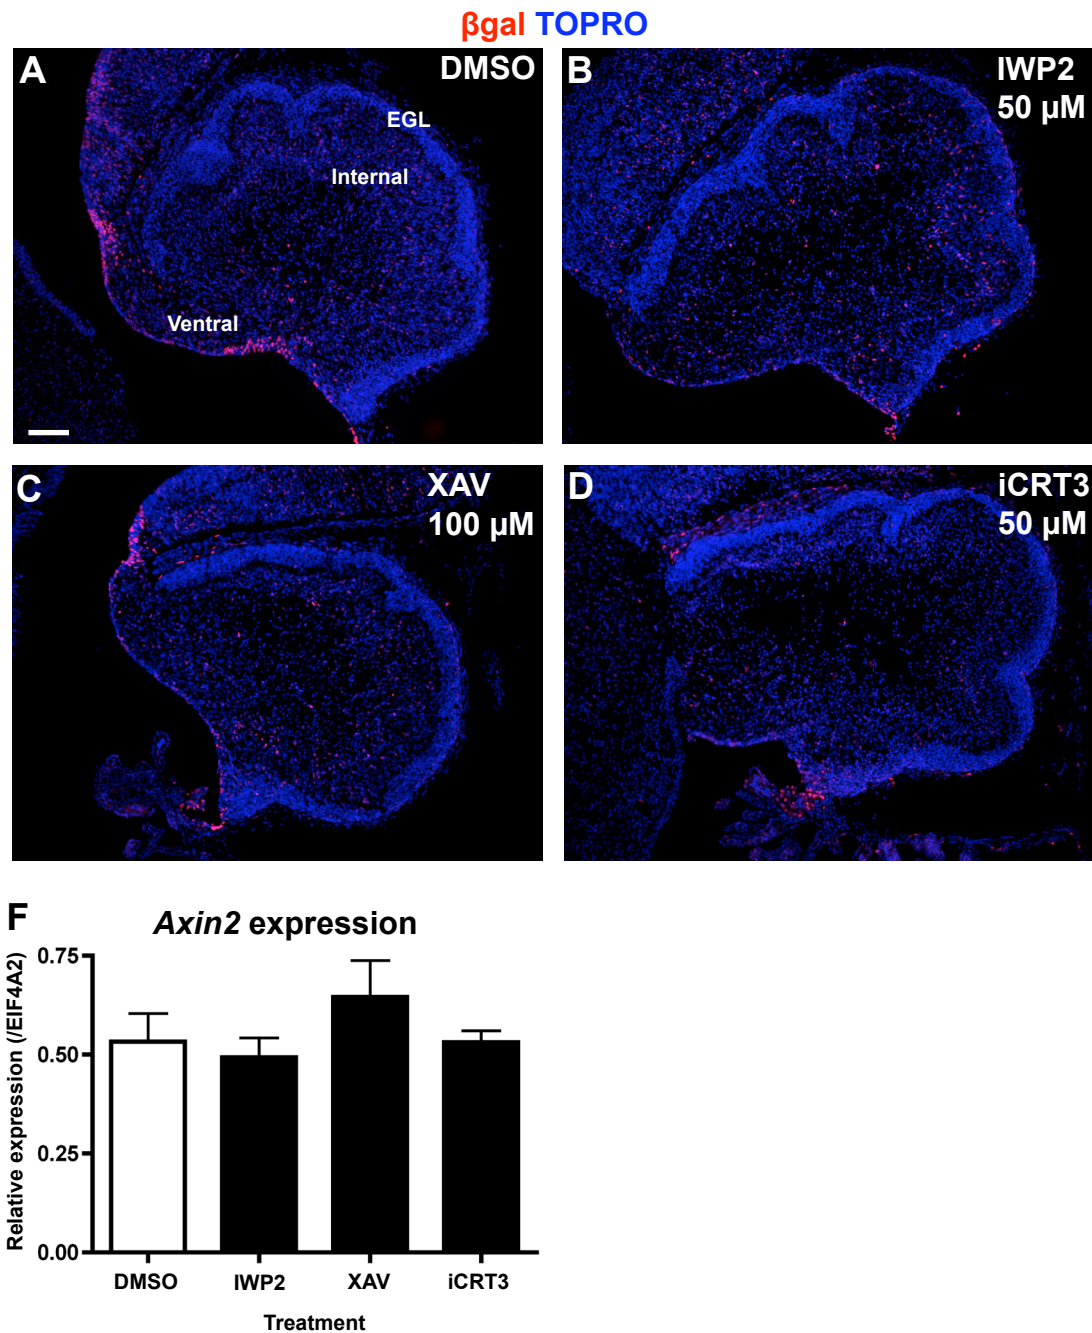 βgal TOPRO
A
DMSO
EGL
Internal
Ventral
B
IWP2
50 μM
C
XAV
100 μM
D
iCRT3
50 μM
F
Axin2 expression
Relative expression (/EIF4A2)
0.75
0.50
0.25
0.00
DMSO
IWP2
XAV
iCRT3
Treatment